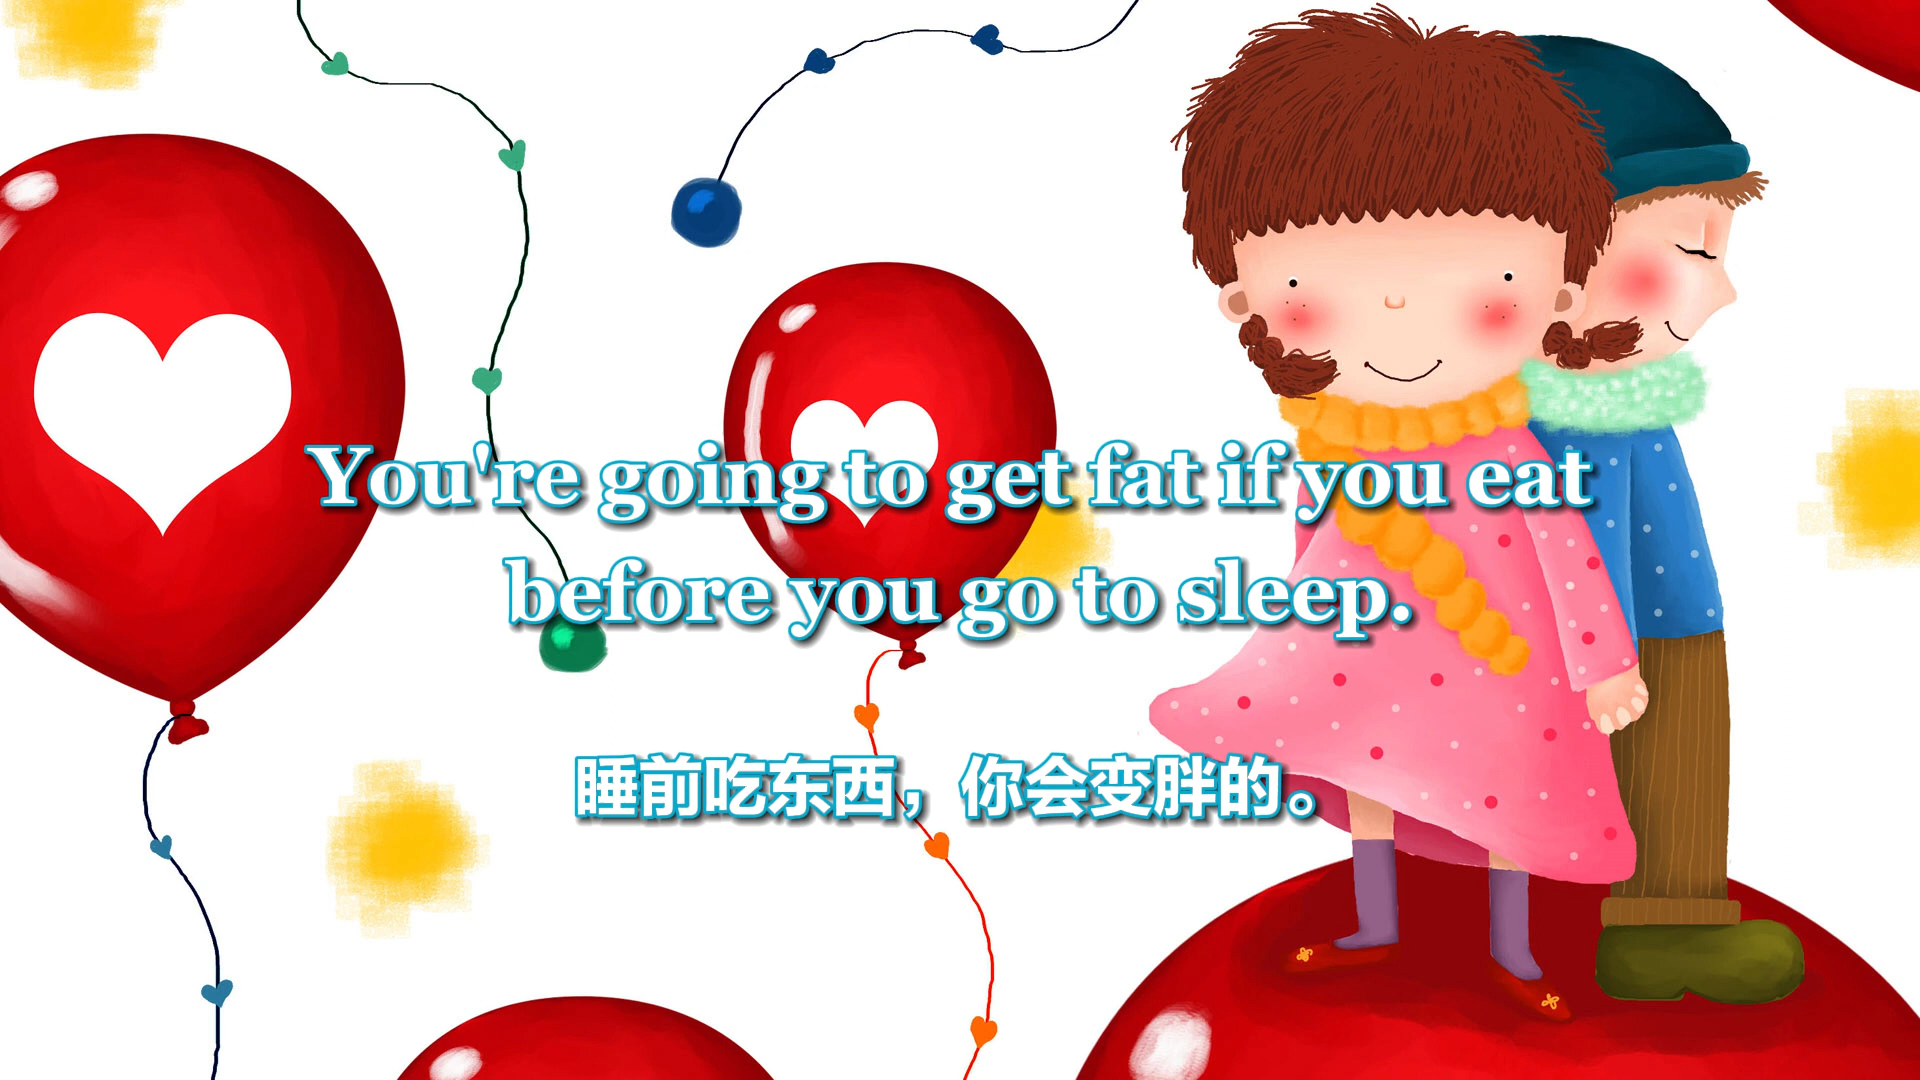 You're going to get fat if you eat
before you go to sleep.
睡前吃东西，你会变胖的。